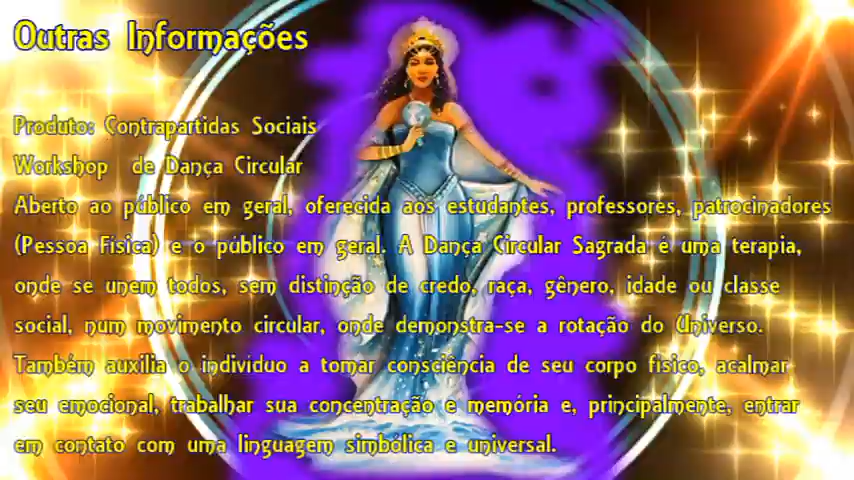 Outras Informações
Produto: Contrapartidas Sociais
Workshop de Dança Circular
Aberto ao público em geral, oferecida aos estudantes, professores, patrocinadores
(Pessoa Física) e o público em geral. A Dança Circular Sagrada é uma terapia,
onde se unem todos, sem distinção de credo, raça, gênero, idade ou classe
social, num movimento circular, onde demonstra-se a rotação do Universo.
Também auxilia o indivíduo a tomar consciência de seu corpo físico, acalmar
seu emocional, trabalhar sua concentração e memória e, principalmente, entrar
em contato com uma linguagem simbólica e universal.